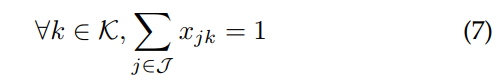 ∀k ∈ 𝒦, ∑_{j∈𝒥} x_{jk} = 1 (7)